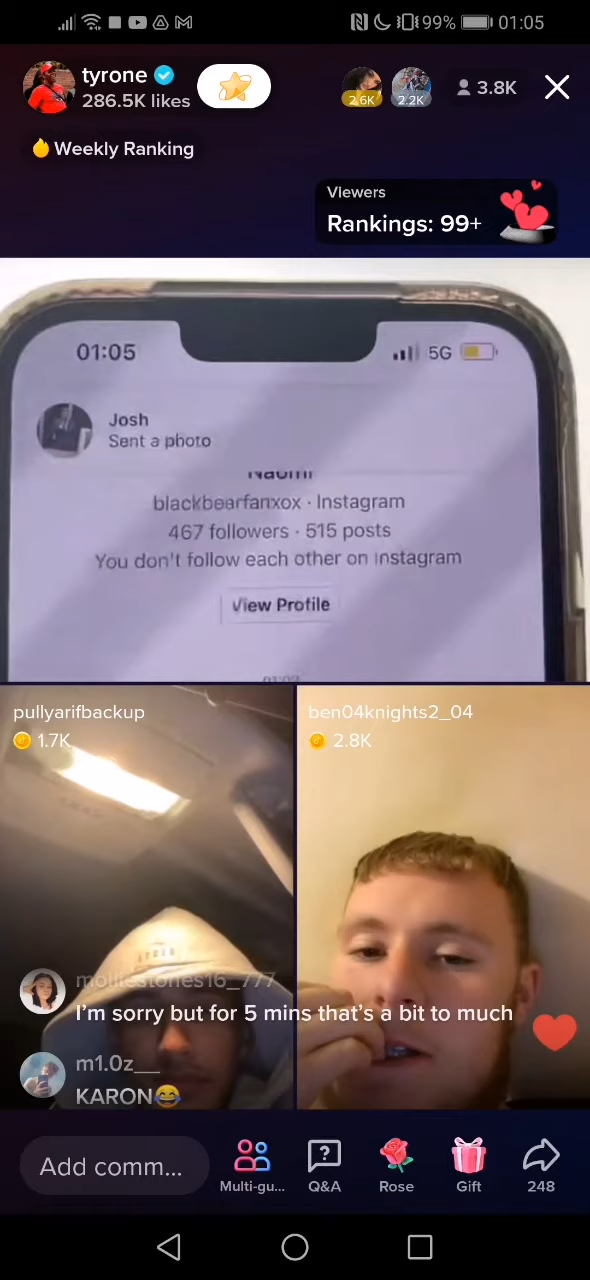 99% 01:05
tyrone
286.5K likes
2.6K
2.2K
3.8K
Weekly Ranking
Viewers
Rankings: 99+
01:05
5G
Josh
Sent a photo
Naomi
blackbearfanxox · Instagram
467 followers · 515 posts
You don't follow each other on Instagram
View Profile
pullyarifbackup
1.7K
ben04knights2_04
2.8K
molliestones16_777
I'm sorry but for 5 mins that's a bit to much
m1.0z__
KARON😂
Add comm...
Multi-gu...
Q&A
Rose
Gift
248